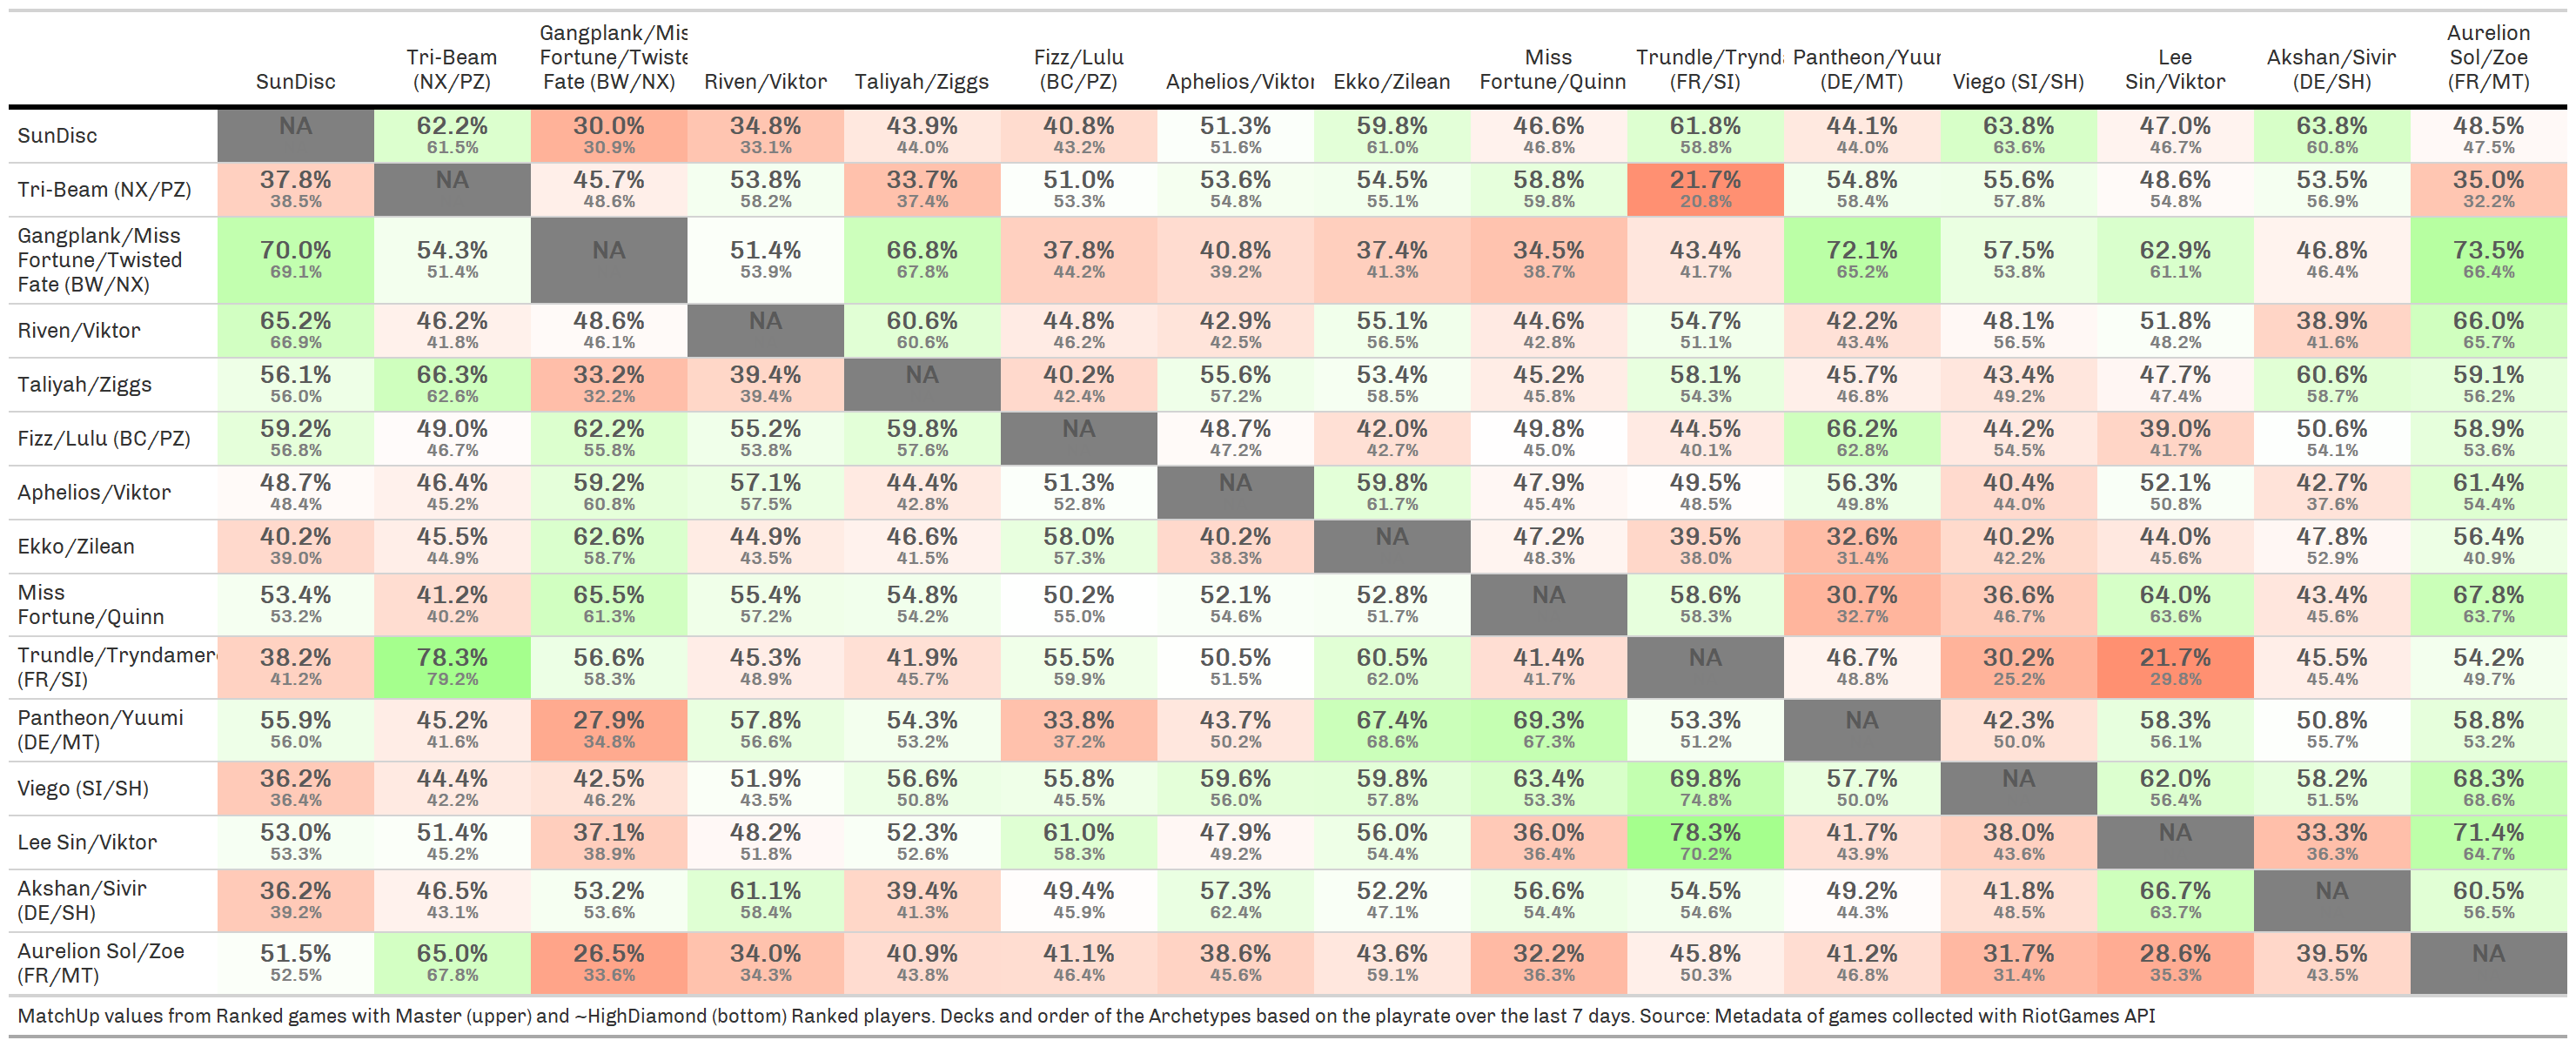 SunDisc
Tri-Beam
(NX/PZ)
Gangplank/Mis
Fortune/Twiste
Fate (BW/NX)
Riven/Viktor
Taliyah/Ziggs
Fizz/Lulu
(BC/PZ)
Aphelios/Viktor
Ekko/Zilean
Miss
Fortune/Quinn
Trundle/Trynda
(FR/SI)
Pantheon/Yuur
(DE/MT)
Viego (SI/SH)
Lee
Sin/Viktor
Akshan/Sivir
(DE/SH)
Aurelion
Sol/Zoe
(FR/MT)
SunDisc
NA 62.2% 30.0% 34.8% 43.9% 40.8% 51.3% 59.8% 46.6% 61.8% 44.1% 63.8% 47.0% 63.8% 48.5%
61.5% 30.9% 33.1% 44.0% 43.2% 51.6% 61.0% 46.8% 58.8% 44.0% 63.6% 46.7% 60.8% 47.5%
Tri-Beam (NX/PZ)
37.8% NA 45.7% 53.8% 33.7% 51.0% 53.6% 54.5% 58.8% 21.7% 54.8% 55.6% 48.6% 53.5% 35.0%
38.5% 48.6% 58.2% 37.4% 53.3% 54.8% 55.1% 59.8% 20.8% 58.4% 57.8% 54.8% 56.9% 32.2%
Gangplank/Miss
Fortune/Twisted
Fate (BW/NX)
70.0% 54.3% NA 51.4% 66.8% 37.8% 40.8% 37.4% 34.5% 43.4% 72.1% 57.5% 62.9% 46.8% 73.5%
69.1% 51.4% 53.9% 67.8% 44.2% 39.2% 41.3% 38.7% 41.7% 65.2% 53.8% 61.1% 46.4% 66.4%
Riven/Viktor
65.2% 46.2% 48.6% NA 60.6% 44.8% 42.9% 55.1% 44.6% 54.7% 42.2% 48.1% 51.8% 38.9% 66.0%
66.9% 41.8% 46.1% 60.6% 46.2% 42.5% 56.5% 42.8% 51.1% 43.4% 56.5% 48.2% 41.6% 65.7%
Taliyah/Ziggs
56.1% 66.3% 33.2% 39.4% NA 40.2% 55.6% 53.4% 45.2% 58.1% 45.7% 43.4% 47.7% 60.6% 59.1%
56.0% 62.6% 32.2% 39.4% 42.4% 57.2% 58.5% 45.8% 54.3% 46.8% 49.2% 47.4% 58.7% 56.2%
Fizz/Lulu (BC/PZ)
59.2% 49.0% 62.2% 55.2% 59.8% NA 48.7% 42.0% 49.8% 44.5% 66.2% 44.2% 39.0% 50.6% 58.9%
56.8% 46.7% 55.8% 53.8% 57.6% 47.2% 42.7% 45.0% 40.1% 62.8% 54.5% 41.7% 54.1% 53.6%
Aphelios/Viktor
48.7% 46.4% 59.2% 57.1% 44.4% 51.3% NA 59.8% 47.9% 49.5% 56.3% 40.4% 52.1% 42.7% 61.4%
48.4% 45.2% 60.8% 57.5% 42.8% 52.8% 61.7% 45.4% 48.5% 49.8% 44.0% 50.8% 37.6% 54.4%
Ekko/Zilean
40.2% 45.5% 62.6% 44.9% 46.6% 58.0% 40.2% NA 47.2% 39.5% 32.6% 40.2% 44.0% 47.8% 56.4%
39.0% 44.9% 58.7% 43.5% 41.5% 57.3% 38.3% 48.3% 38.0% 31.4% 42.2% 45.6% 52.9% 40.9%
Miss
Fortune/Quinn
53.4% 41.2% 65.5% 55.4% 54.8% 50.2% 52.1% 52.8% NA 58.6% 30.7% 36.6% 64.0% 43.4% 67.8%
53.2% 40.2% 61.3% 57.2% 54.2% 55.0% 54.6% 51.7% 58.3% 32.7% 46.7% 63.6% 45.6% 63.7%
Trundle/Tryndamer
(FR/SI)
38.2% 78.3% 56.6% 45.3% 41.9% 55.5% 50.5% 60.5% 41.4% NA 46.7% 30.2% 21.7% 45.5% 54.2%
41.2% 79.2% 58.3% 48.9% 45.7% 59.9% 51.5% 62.0% 41.7% 48.8% 25.2% 29.8% 45.4% 49.7%
Pantheon/Yuumi
(DE/MT)
55.9% 45.2% 27.9% 57.8% 54.3% 33.8% 43.7% 67.4% 69.3% 53.3% NA 42.3% 58.3% 50.8% 58.8%
56.0% 41.6% 34.8% 56.6% 53.2% 37.2% 50.2% 68.6% 67.3% 51.2% 50.0% 56.1% 55.7% 53.2%
Viego (SI/SH)
36.2% 44.4% 42.5% 51.9% 56.6% 55.8% 59.6% 59.8% 63.4% 69.8% 57.7% NA 62.0% 58.2% 68.3%
36.4% 42.2% 46.2% 43.5% 50.8% 45.5% 56.0% 57.8% 53.3% 74.8% 50.0% 56.4% 51.5% 68.6%
Lee Sin/Viktor
53.0% 51.4% 37.1% 48.2% 52.3% 61.0% 47.9% 56.0% 36.0% 78.3% 41.7% 38.0% NA 33.3% 71.4%
53.3% 45.2% 38.9% 51.8% 52.6% 58.3% 49.2% 54.4% 36.4% 70.2% 43.9% 43.6% 36.3% 64.7%
Akshan/Sivir
(DE/SH)
36.2% 46.5% 53.2% 61.1% 39.4% 49.4% 57.3% 52.2% 56.6% 54.5% 49.2% 41.8% 66.7% NA 60.5%
39.2% 43.1% 53.6% 58.4% 41.3% 45.9% 62.4% 47.1% 54.4% 54.6% 44.3% 48.5% 63.7% 56.5%
Aurelion Sol/Zoe
(FR/MT)
51.5% 65.0% 26.5% 34.0% 40.9% 41.1% 38.6% 43.6% 32.2% 45.8% 41.2% 31.7% 28.6% 39.5% NA
52.5% 67.8% 33.6% 34.3% 43.8% 46.4% 45.6% 59.1% 36.3% 50.3% 46.8% 31.4% 35.3% 43.5%
MatchUp values from Ranked games with Master (upper) and ~HighDiamond (bottom) Ranked players. Decks and order of the Archetypes based on the playrate over the last 7 days. Source: Metadata of games collected with RiotGames API